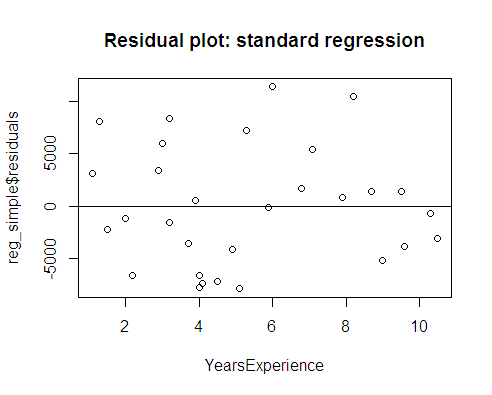 Residual plot: standard regression
reg_simple$residuals
5000
0
-5000
2
4
6
8
10
YearsExperience